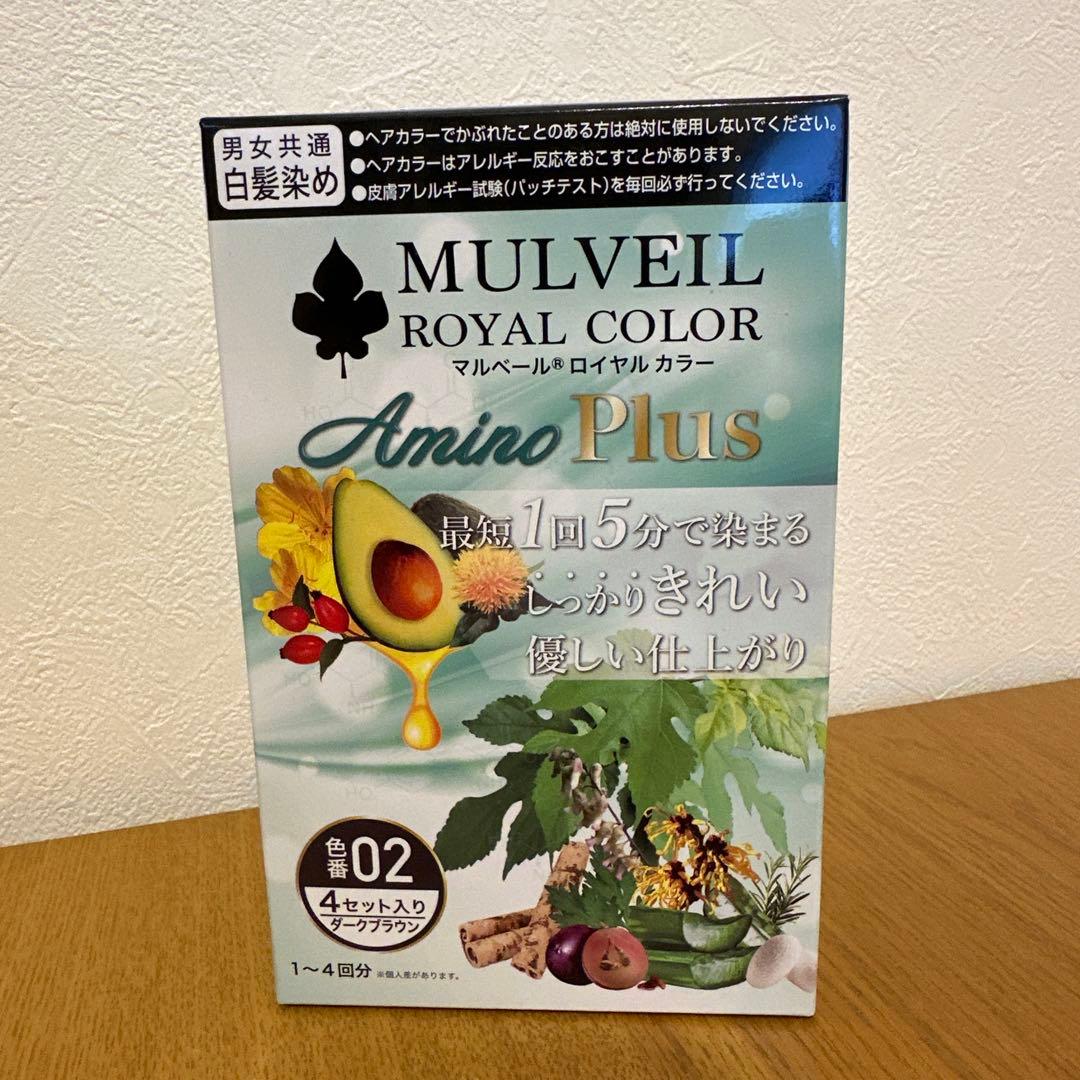 男女共通
白髪染め
●ヘアカラーでかぶれたことのある方は絶対に使用しないでください。
●ヘアカラーはアレルギー反応をおこすことがあります。
●皮膚アレルギー試験(パッチテスト)を毎回必ず行ってください。
MULVEIL
ROYAL COLOR
マルベール® ロイヤル カラー
Amino Plus
最短1回5分で染まる
しっかりきれい
優しい仕上がり
色番 02
4セット入り
ダークブラウン
1～4回分 ※個人差があります。